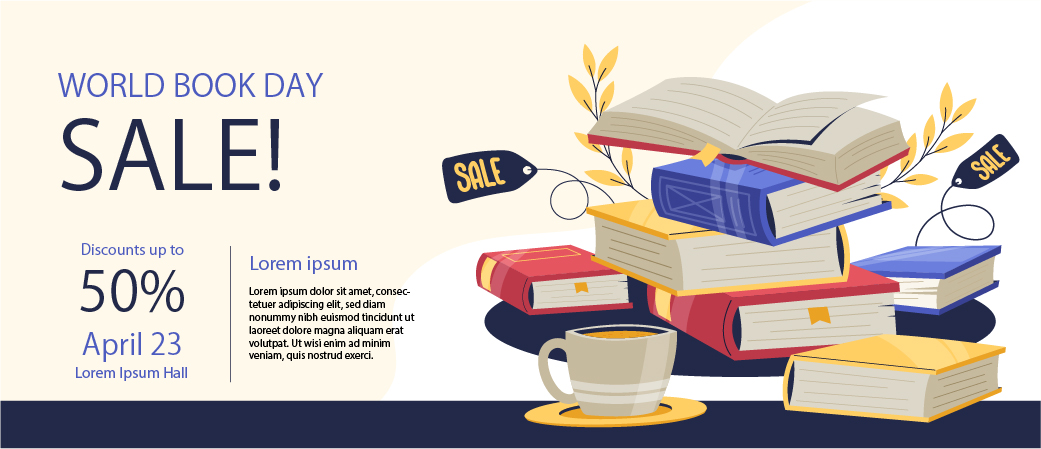 WORLD BOOK DAY
SALE!
SALE
SALE
Discounts up to
50%
April 23
Lorem Ipsum Hall
Lorem ipsum
Lorem ipsum dolor sit amet, consec-
tetuer adipiscing elit, sed diam
nonummy nibh euismod tincidunt ut
laoreet dolore magna aliquam erat
volutpat. Ut wisi enim ad minim
veniam, quis nostrud exerci.